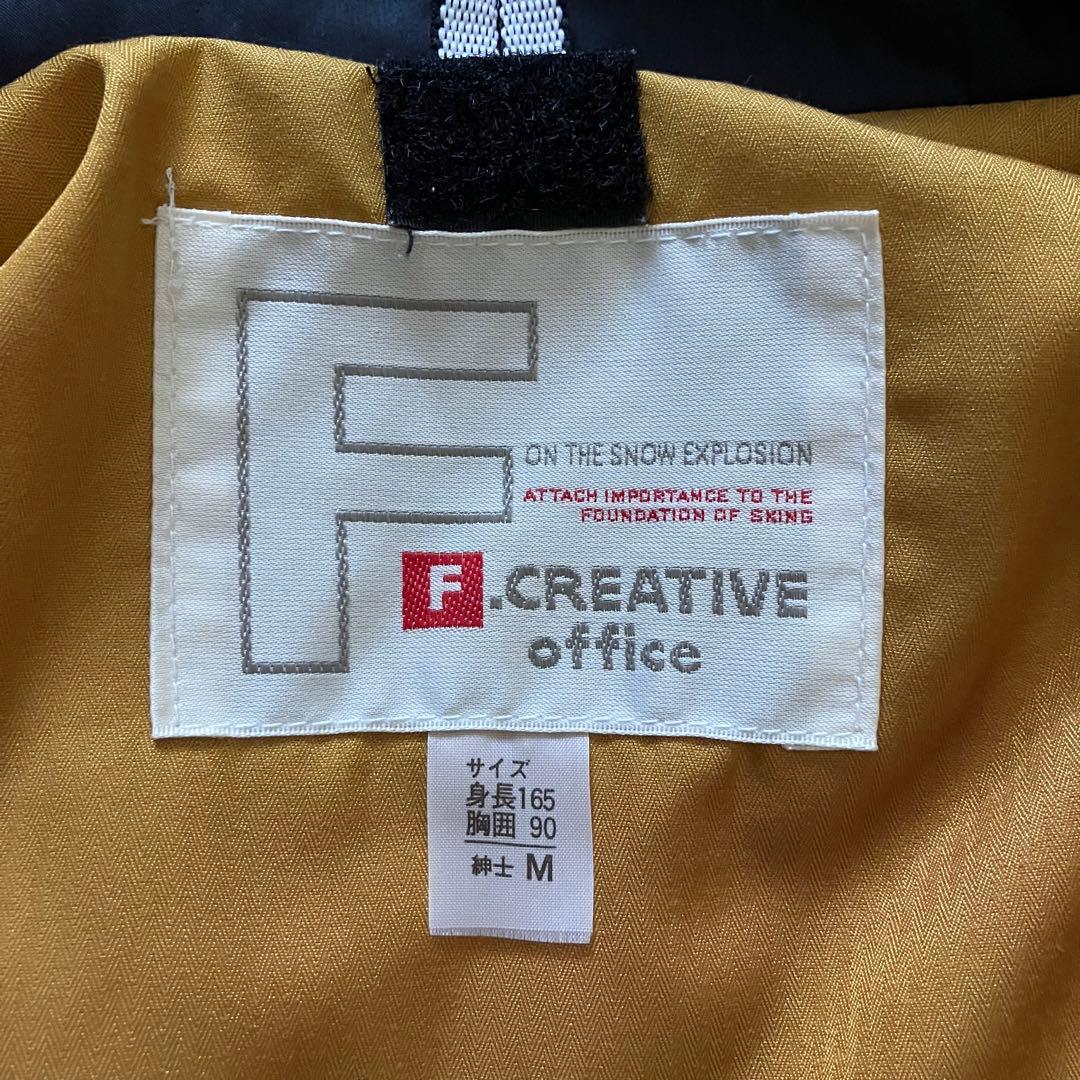 F
ON THE SNOW EXPLOSION
ATTACH IMPORTANCE TO THE
FOUNDATION OF SKING
F.CREATIVE
office
サイズ
身長165
胸囲 90
紳士 M